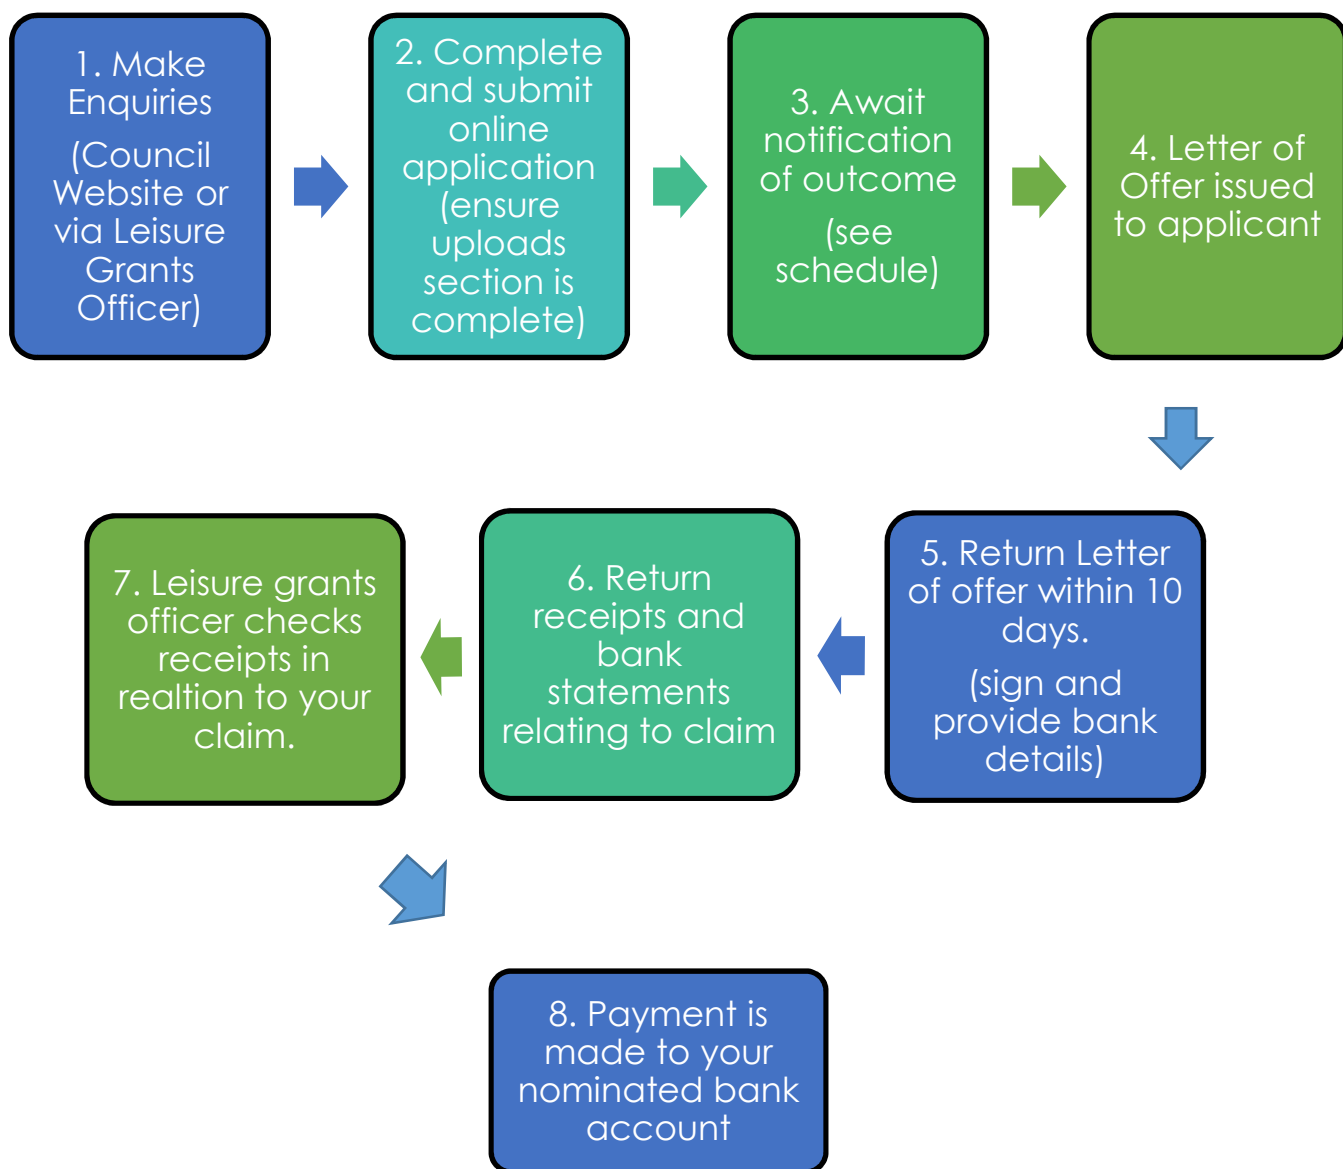 1. Make
Enquiries
(Council
Website or
via Leisure
Grants
Officer)
2. Complete
and submit
online
application
(ensure
uploads
section is
complete)
3. Await
notification
of outcome
(see
schedule)
4. Letter of
Offer issued
to applicant
5. Return Letter
of offer within 10
days.
(sign and
provide bank
details)
6. Return
receipts and
bank
statements
relating to claim
7. Leisure grants
officer checks
receipts in
realtion to your
claim.
8. Payment is
made to your
nominated bank
account